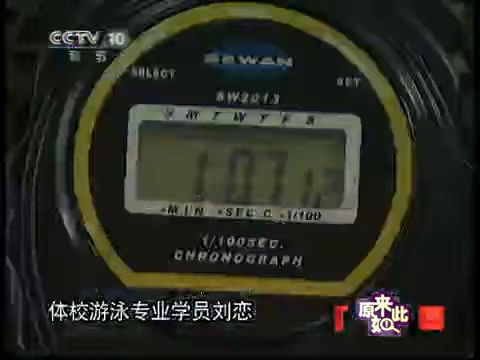 CCTV 10
SEWAN
SELECT
SET
SW2013
S M T W T F S
1:07 12
MIN SEC 1/100
1/100SEC.
CHRONOGRAPH
体校游泳专业学员刘恋
原来如此